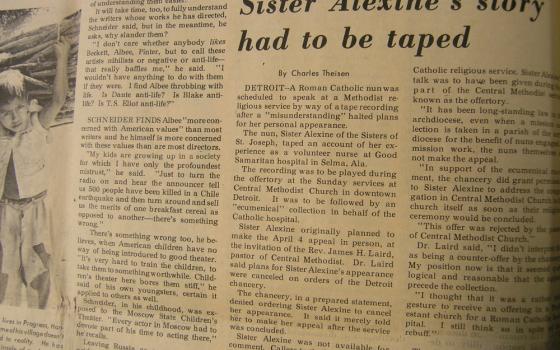 of understanding them easier.
It will take time, too, to fully understand
the writers whose works he has directed,
Schneider said, but in the meantime, he
asks, why slander them?
"I don't care whether anybody likes
Beckett, Albee, Pinter, but to call these
artists nihilists or negative or anti-life—
that really baffles me," he said. "I
wouldn't have anything to do with them
if they were. I find Albee throbbing with
life. Is Dante anti-life? Is Blake anti-
life? Is T.S. Eliot anti-life?"
SCHNEIDER FINDS Albee "more con-
cerned with American values" than most
writers and he himself is more concerned
with these values than are most directors.
"My kids are growing up in a society
for which I have only the profoundest
mistrust," he said. "Just to turn the
radio on and hear the announcer tell
us 500 people have been killed in a Chile
earthquake and then turn around and sell
us the merits of one breakfast cereal as
opposed to another—there's something
wrong."
There's something wrong too, he be-
lieves, when American children have no
way of being introduced to good theater.
"It's very hard to train the children, to
take them to something worthwhile. Child-
ren's theater here bores them stiff," he
said of his own youngsters, certain it
applied to others as well.
Schneider, in his childhood, was ex-
posed to the Moscow State Children's
Theater. "Every actor in Moscow had to
donate part of his time to acting there,"
he recalls.
Leaving Russia
lives in Progress,
Sister Alexine's story
had to be taped
By Charles Theisen
DETROIT—A Roman Catholic nun was
scheduled to speak at a Methodist re-
ligious service by way of a tape recording
after a "misunderstanding" halted plans
for her personal appearance.
The nun, Sister Alexine of the Sisters of
St. Joseph, taped an account of her ex-
perience as a volunteer nurse at Good
Samaritan hospital in Selma, Ala.
The recording was to be played during
the offertory at the Sunday services at
Central Methodist Church in downtown
Detroit. It was to be followed by an
"ecumenical" collection in behalf of the
Catholic hospital.
Sister Alexine originally planned to
make the April 4 appeal in person, at
the invitation of the Rev. James H. Laird,
pastor of Central Methodist. Dr. Laird
said plans for Sister Alexine's appearance
were canceled on orders of the Detroit
chancery.
The chancery, in a prepared statement,
denied ordering Sister Alexine to cancel
her appearance. It said it merely told
her to make her appeal after the service
was concluded.
Sister Alexine was not available for
comment.
Catholic religious service. Sister
talk was to have been given
part of the Central Methodist
known as the offertory.
"It has been long-standing
archdiocese, even when a mission
lection is taken in a parish of the
diocese for the benefit of nuns engaged
mission work, the nuns themselves
not make the appeal.
"In support of the ecumenical
ment, the chancery did grant permission
to Sister Alexine to address the
gation in Central Methodist Church
church itself as soon as their
ceremony would be concluded.
"This offer was rejected by the
of Central Methodist Church."
Dr. Laird said, "I didn't interpret
as being a counter-offer by the
My position now is that it seemed
logical and reasonable that the
precede the collection.
"I thought that it was a
gesture to receive an offering in a
estant church for a Roman Catholic
pital. I still think so in spite
rebuff."